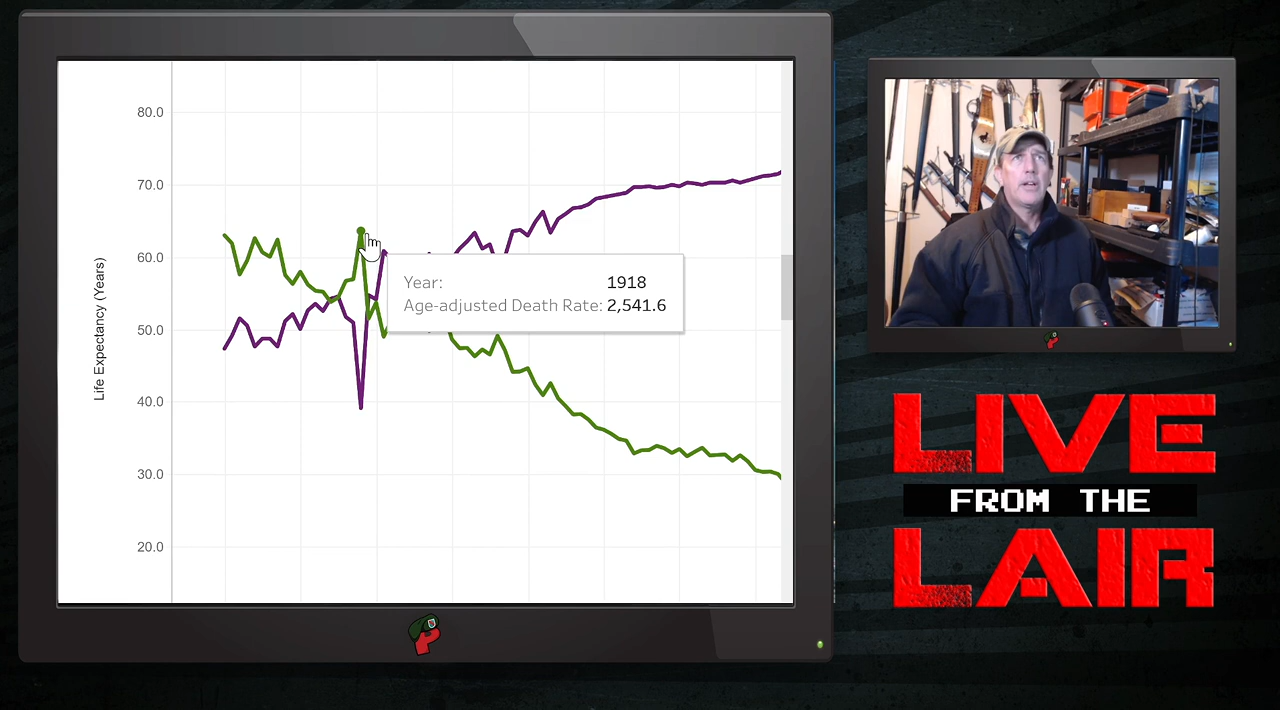 80.0
70.0
60.0
50.0
40.0
30.0
20.0
Life Expectancy (Years)
Year: 1918
Age-adjusted Death Rate: 2,541.6
LIVE
FROM THE
LAIR